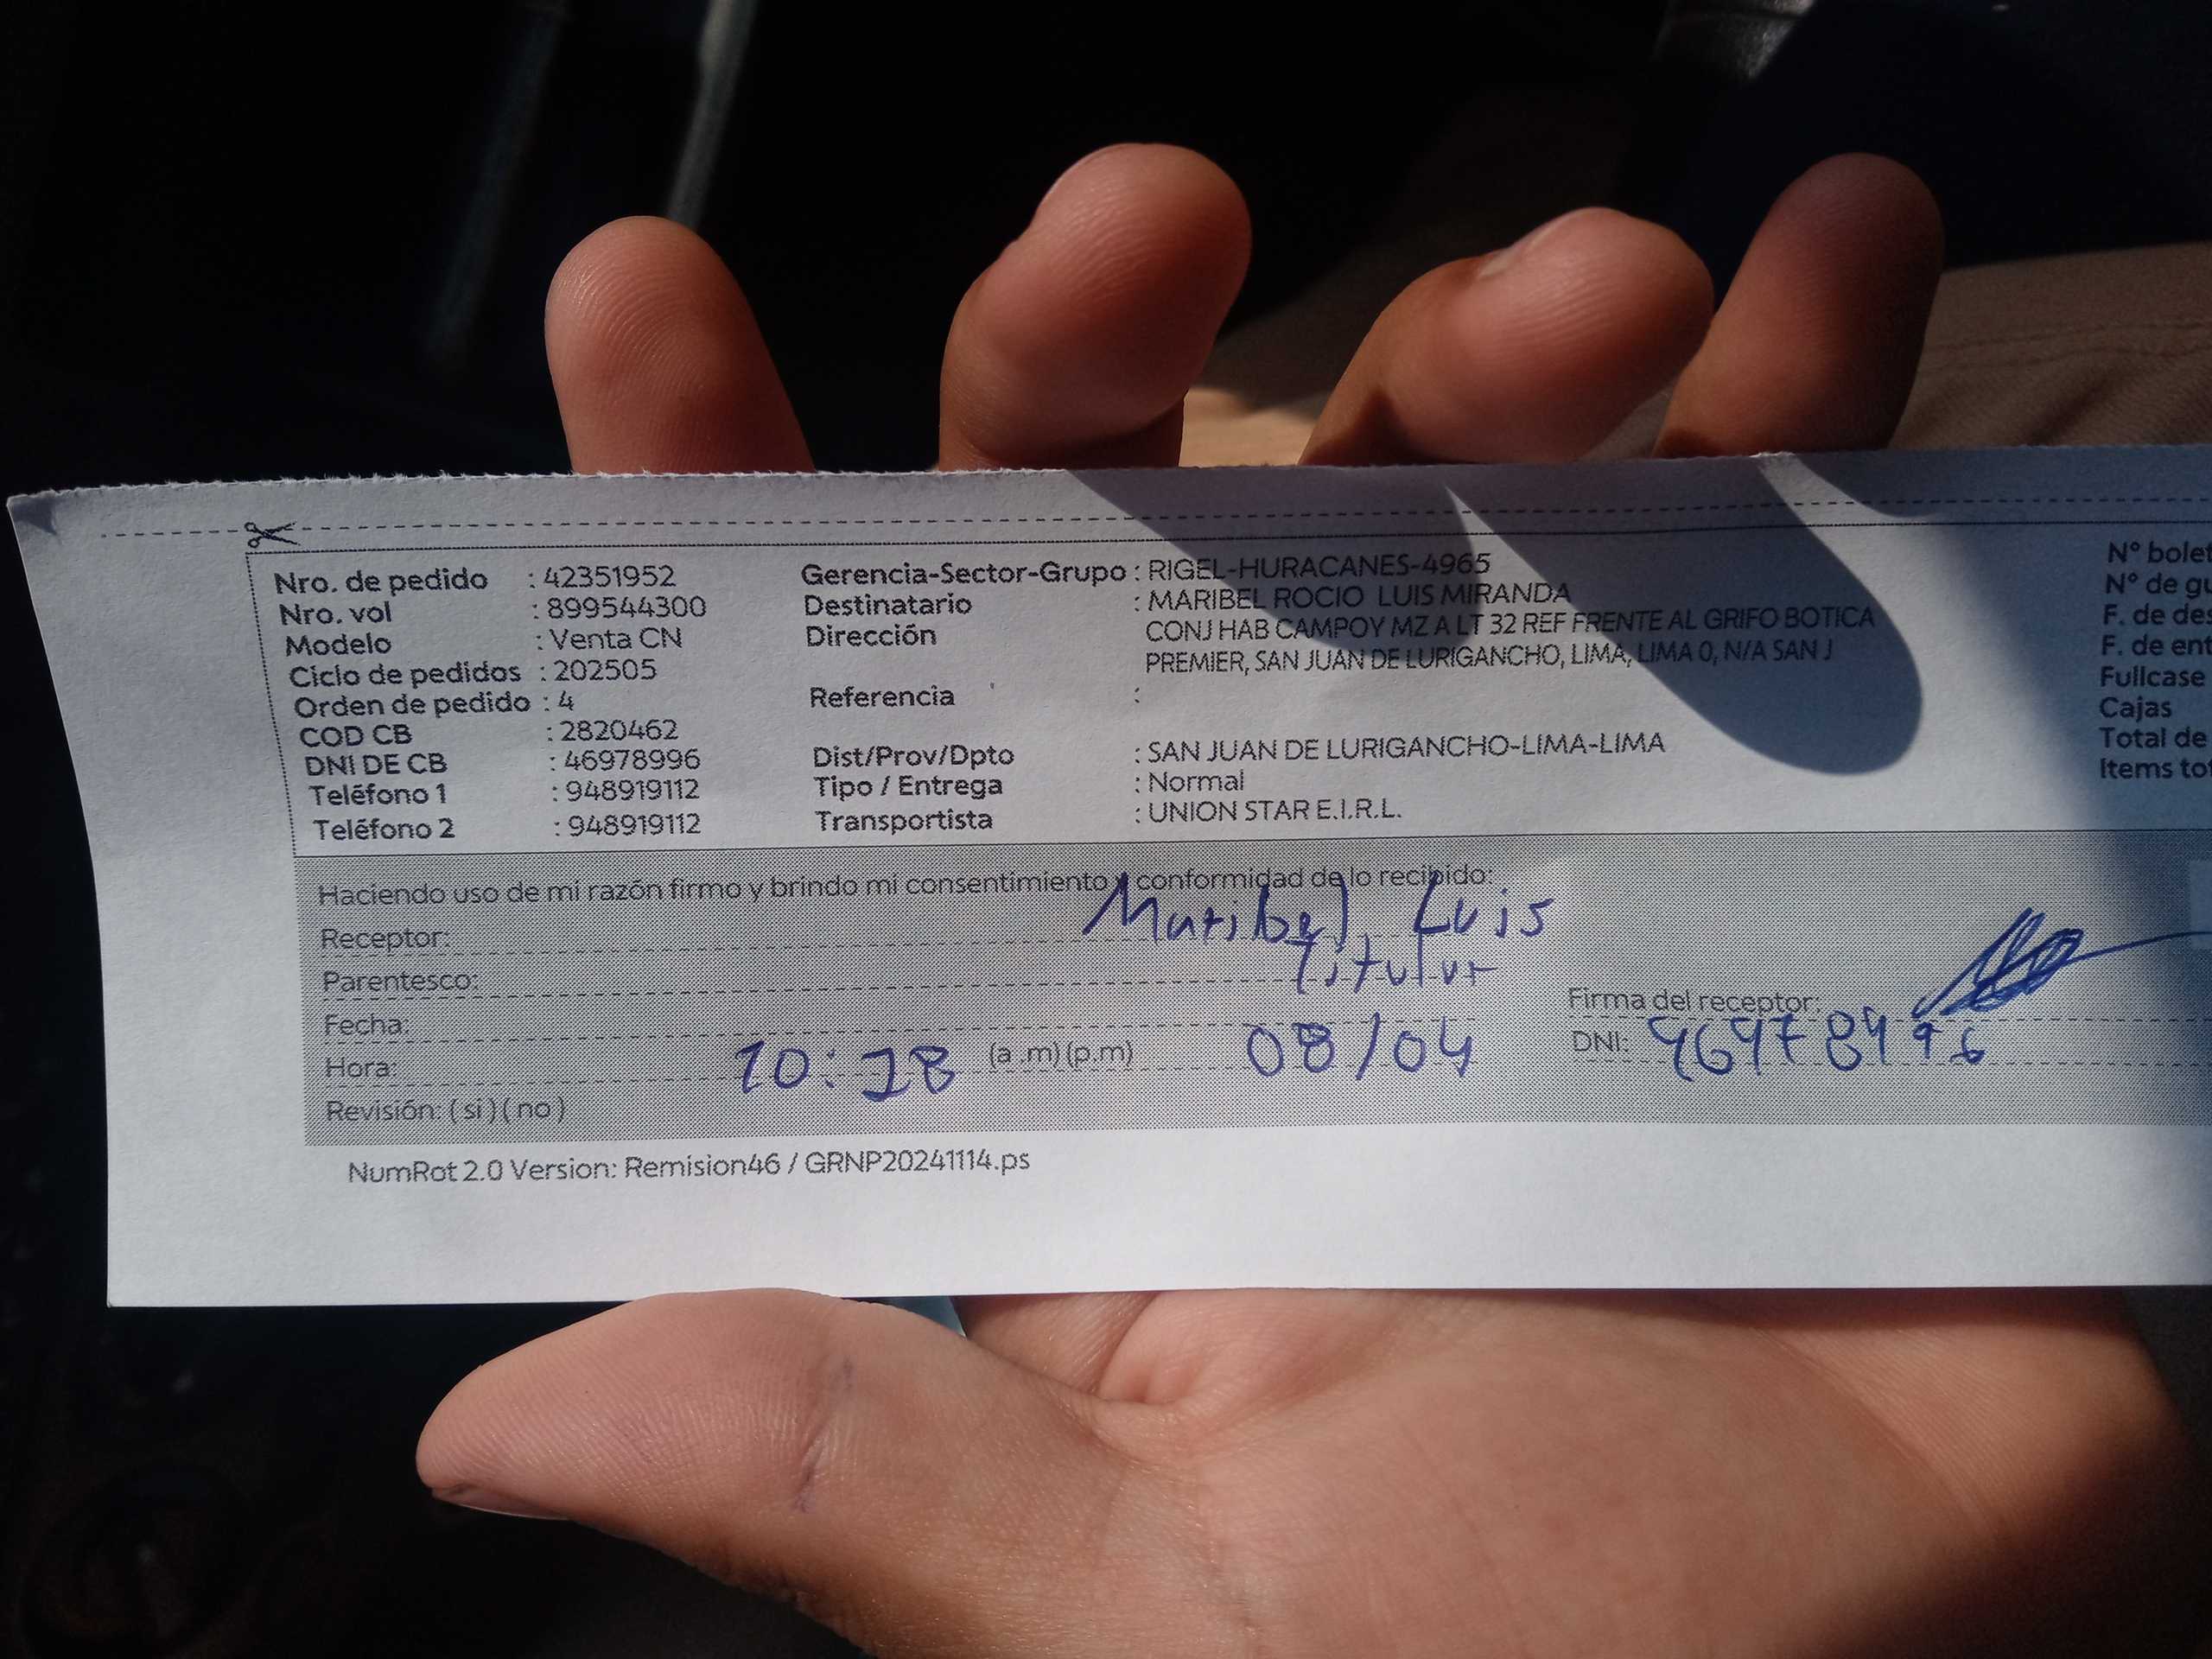 Nro. de pedido : 42351952 Gerencia-Sector-Grupo : RIGEL-HURACANES-4965 N° bolet
Nro. vol : 899544300 Destinatario : MARIBEL ROCIO LUIS MIRANDA N° de gu
Modelo : Venta CN Dirección CONJ HAB CAMPOY MZ A LT 32 REF FRENTE AL GRIFO BOTICA F. de des
Ciclo de pedidos : 202505 PREMIER, SAN JUAN DE LURIGANCHO, LIMA, LIMA 0, N/A SAN J F. de ent
Orden de pedido : 4 Referencia : Fullcase
COD CB : 2820462 Cajas
DNI DE CB : 46978996 Dist/Prov/Dpto : SAN JUAN DE LURIGANCHO-LIMA-LIMA Total de
Teléfono 1 : 948919112 Tipo / Entrega : Normal Items tot
Teléfono 2 : 948919112 Transportista : UNION STAR E.I.R.L.
Haciendo uso de mi razón firmo y brindo mi consentimiento y conformidad de lo recibido:
Receptor: Maribel Luis
Parentesco: Titular
Fecha: Firma del receptor:
Hora: 10:18 (a .m) (p.m) 08/04 DNI: 46978996
Revisión: ( si ) ( no )
NumRot 2.0 Version: Remision46 / GRNP20241114.ps